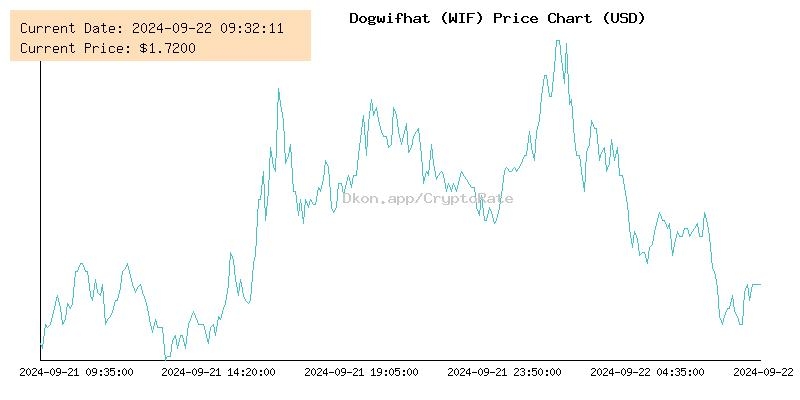 Dogwifhat (WIF) Price Chart (USD)
Current Date: 2024-09-22 09:32:11
Current Price: $1.7200
Dkon.app/CryptoRate
2024-09-21 09:35:00
2024-09-21 14:20:00
2024-09-21 19:05:00
2024-09-21 23:50:00
2024-09-22 04:35:00
2024-09-22